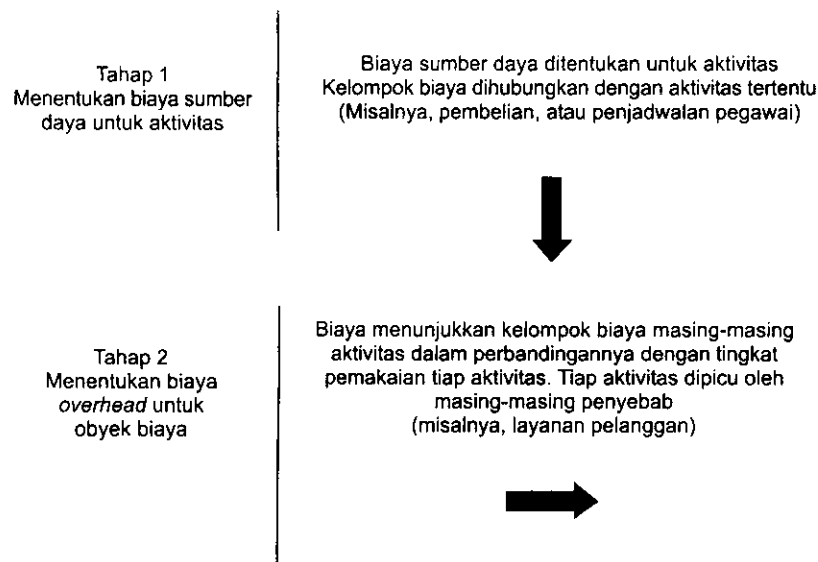 Tahap 1
Menentukan biaya sumber
daya untuk aktivitas
Biaya sumber daya ditentukan untuk aktivitas
Kelompok biaya dihubungkan dengan aktivitas tertentu
(Misalnya, pembelian, atau penjadwalan pegawai)
Tahap 2
Menentukan biaya
overhead untuk
obyek biaya
Biaya menunjukkan kelompok biaya masing-masing
aktivitas dalam perbandingannya dengan tingkat
pemakaian tiap aktivitas. Tiap aktivitas dipicu oleh
masing-masing penyebab
(misalnya, layanan pelanggan)